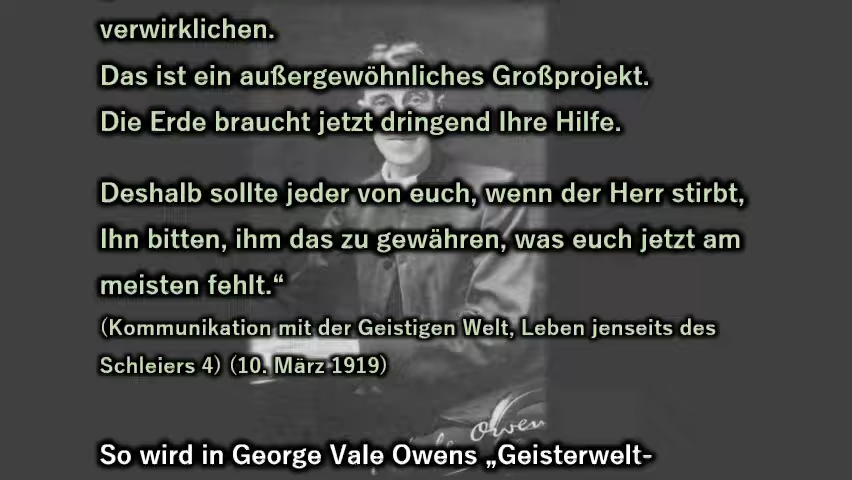 verwirklichen.
Das ist ein außergewöhnliches Großprojekt.
Die Erde braucht jetzt dringend Ihre Hilfe.
Deshalb sollte jeder von euch, wenn der Herr stirbt,
Ihn bitten, ihm das zu gewähren, was euch jetzt am
meisten fehlt.“
(Kommunikation mit der Geistigen Welt, Leben jenseits des
Schleiers 4) (10. März 1919)
Owen
So wird in George Vale Owens „Geisterwelt-